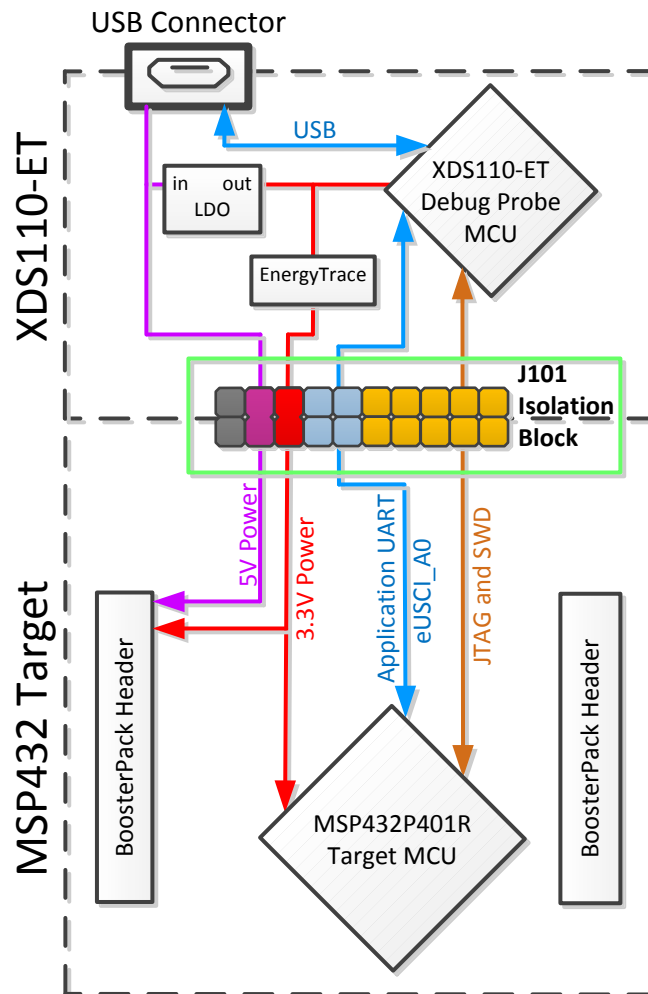 USB Connector
XDS110-ET
USB
XDS110-ET
Debug Probe
MCU
in out
LDO
EnergyTrace
J101
Isolation
Block
5V Power
3.3V Power
Application UART
eUSCI_A0
JTAG and SWD
MSP432 Target
BoosterPack Header
BoosterPack Header
MSP432P401R
Target MCU